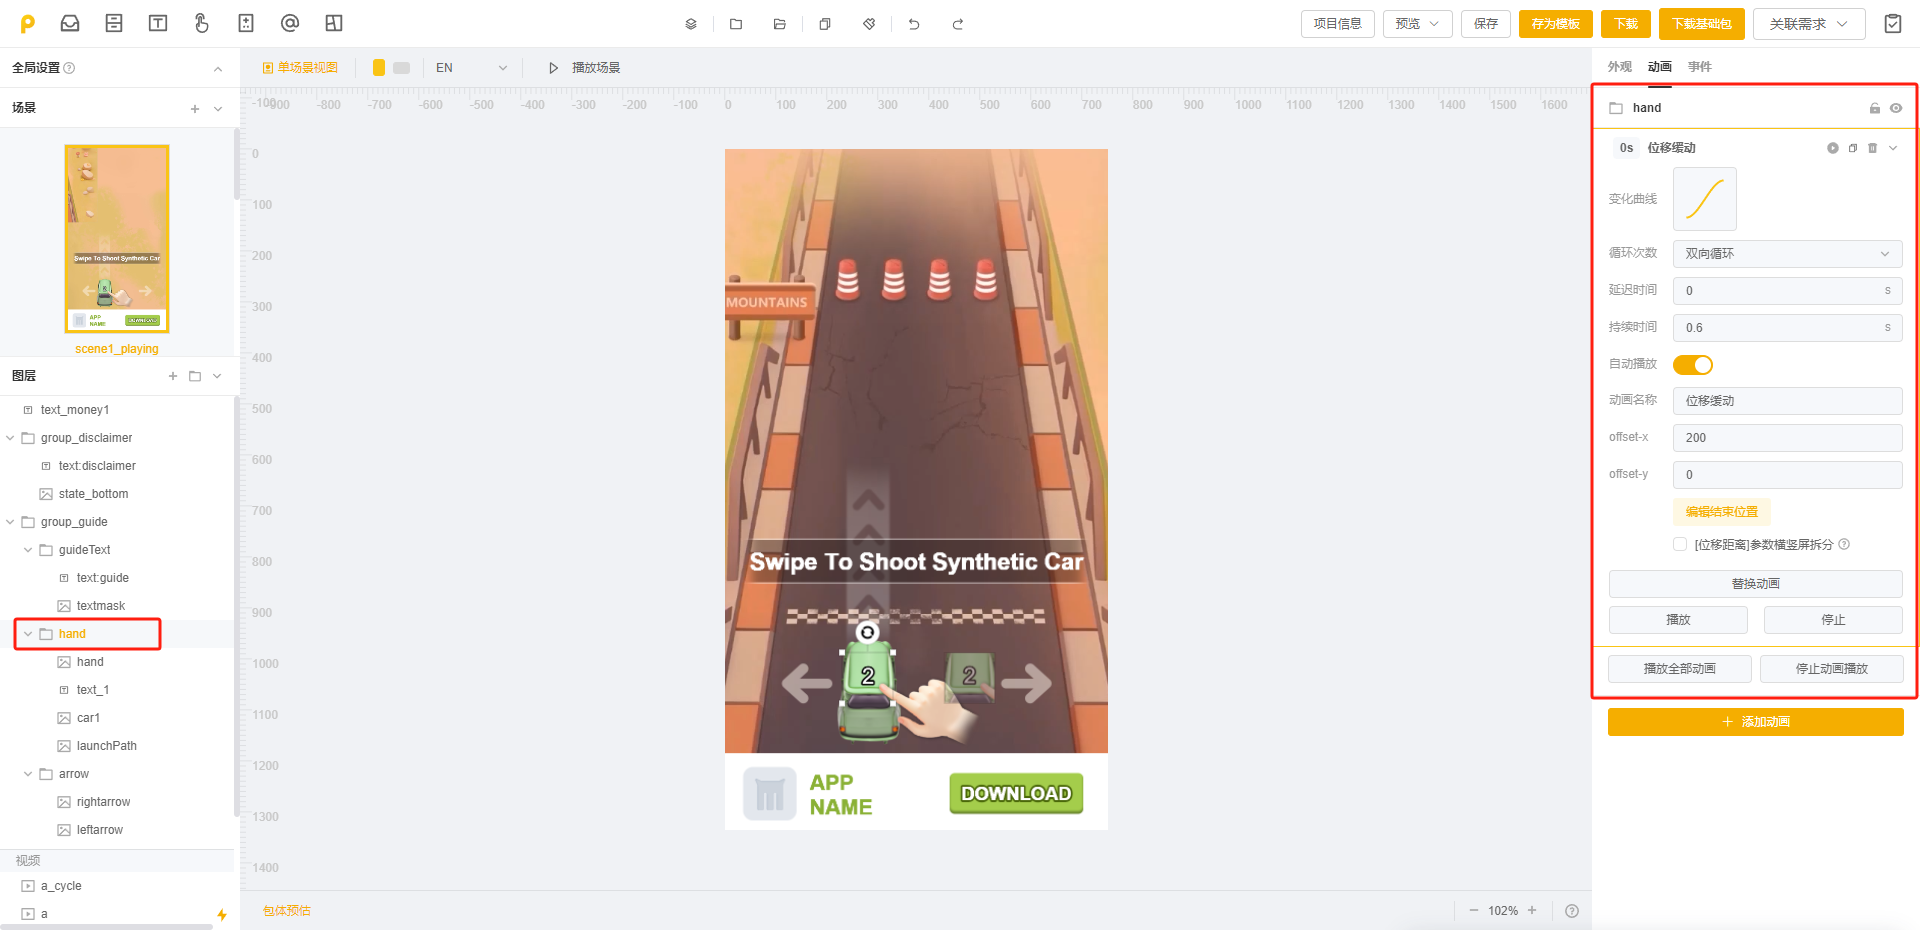 项目信息
预览
保存
存为模板
下载
下载基础包
关联需求
全局设置
单场景视图
EN
播放场景
外观 动画 事件
场景
Swipe To Shoot Synthetic Car
APP
NAME
DOWNLOAD
scene1_playing
图层
text_money1
group_disclaimer
text:disclaimer
state_bottom
group_guide
guideText
text:guide
textmask
hand
hand
text_1
car1
launchPath
arrow
rightarrow
leftarrow
视频
a_cycle
a
-100
-900 -800 -700 -600 -500 -400 -300 -200 -100 0 100 200 300 400 500 600 700 800 900 1000 1100 1200 1300 1400 1500 1600
0
100
200
300
400
500
600
700
800
900
1000
1100
1200
1300
1400
MOUNTAINS
Swipe To Shoot Synthetic Car
2
2
APP
NAME
DOWNLOAD
包体预估
102%
hand
0s 位移缓动
变化曲线
循环次数 双向循环
延迟时间 0 s
持续时间 0.6 s
自动播放
动画名称 位移缓动
offset-x 200
offset-y 0
编辑结束位置
[位移距离]参数横竖屏拆分
替换动画
播放 停止
播放全部动画 停止动画播放
添加动画